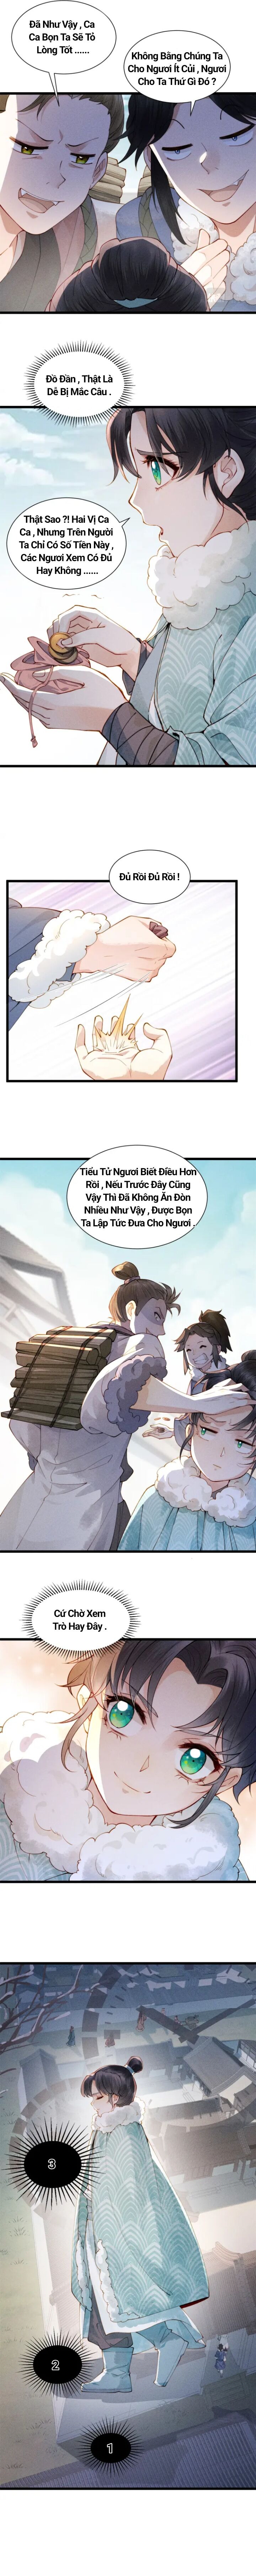 Đã Như Vậy , Ca
Ca Bọn Ta Sẽ Tỏ
Lòng Tốt ......
Không Bằng Chúng Ta
Cho Ngươi Ít Củi , Ngươi
Cho Ta Thứ Gì Đó ?
Đồ Đần , Thật Là
Dễ Bị Mắc Câu .
Thật Sao ?! Hai Vị Ca
Ca , Nhưng Trên Người
Ta Chỉ Có Số Tiền Này ,
Các Ngươi Xem Có Đủ
Hay Không ......
Đủ Rồi Đủ Rồi !
Tiểu Tử Ngươi Biết Điều Hơn
Rồi , Nếu Trước Đây Cũng
Vậy Thì Đã Không Ăn Đòn
Nhiều Như Vậy , Được Bọn
Ta Lập Tức Đưa Cho Ngươi .
Cứ Chờ Xem
Trò Hay Đây .
3
2
1